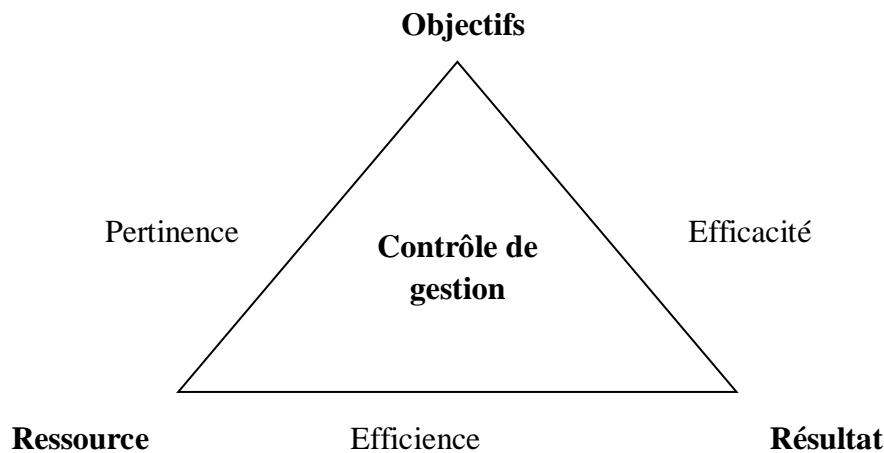 Objectifs
Pertinence
Efficacité
Contrôle de
gestion
Ressource
Efficience
Résultat